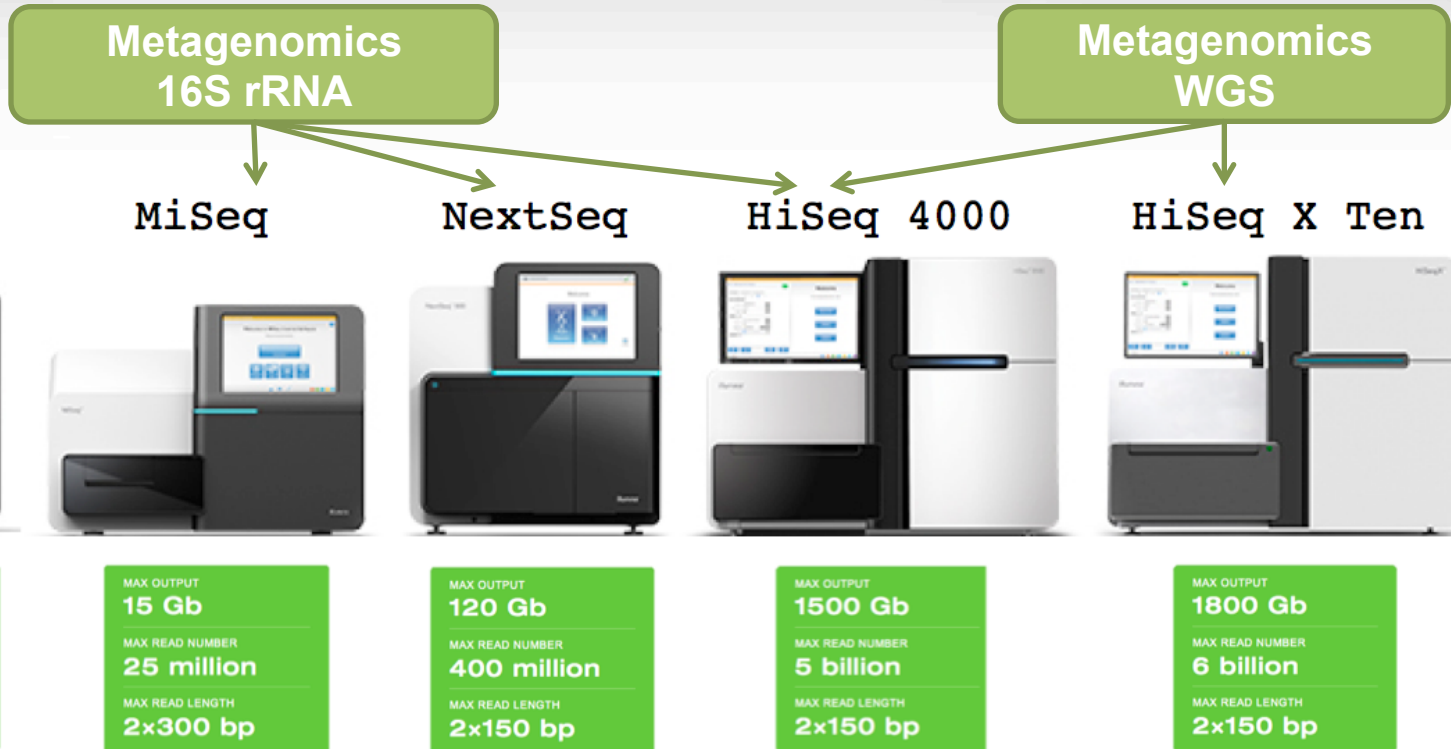 Metagenomics
16S rRNA
Metagenomics
WGS
MiSeq
NextSeq
HiSeq 4000
HiSeq X Ten
MAX OUTPUT
15 Gb
MAX READ NUMBER
25 million
MAX READ LENGTH
2×300 bp
MAX OUTPUT
120 Gb
MAX READ NUMBER
400 million
MAX READ LENGTH
2×150 bp
MAX OUTPUT
1500 Gb
MAX READ NUMBER
5 billion
MAX READ LENGTH
2×150 bp
MAX OUTPUT
1800 Gb
MAX READ NUMBER
6 billion
MAX READ LENGTH
2×150 bp